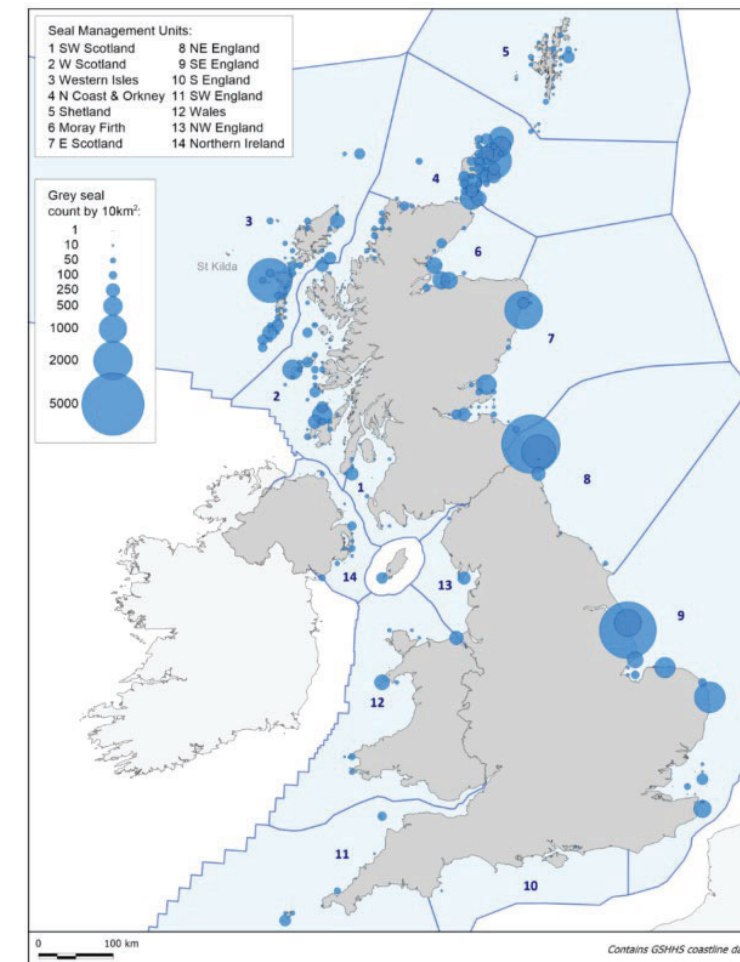 Seal Management Units:
1 SW Scotland 8 NE England
2 W Scotland 9 SE England
3 Western Isles 10 S England
4 N Coast & Orkney 11 SW England
5 Shetland 12 Wales
6 Moray Firth 13 NW England
7 E Scotland 14 Northern Ireland
5
Grey seal
count by 10km²:
1
10
50
100
250
500
1000
2000
5000
4
3
6
St Kilda
7
2
8
1
14
13
9
12
11
10
0 100 km
Contains GSHHS coastline da